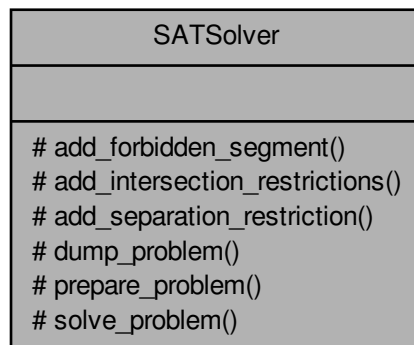 SATSolver
# add_forbidden_segment()
# add_intersection_restrictions()
# add_separation_restriction()
# dump_problem()
# prepare_problem()
# solve_problem()